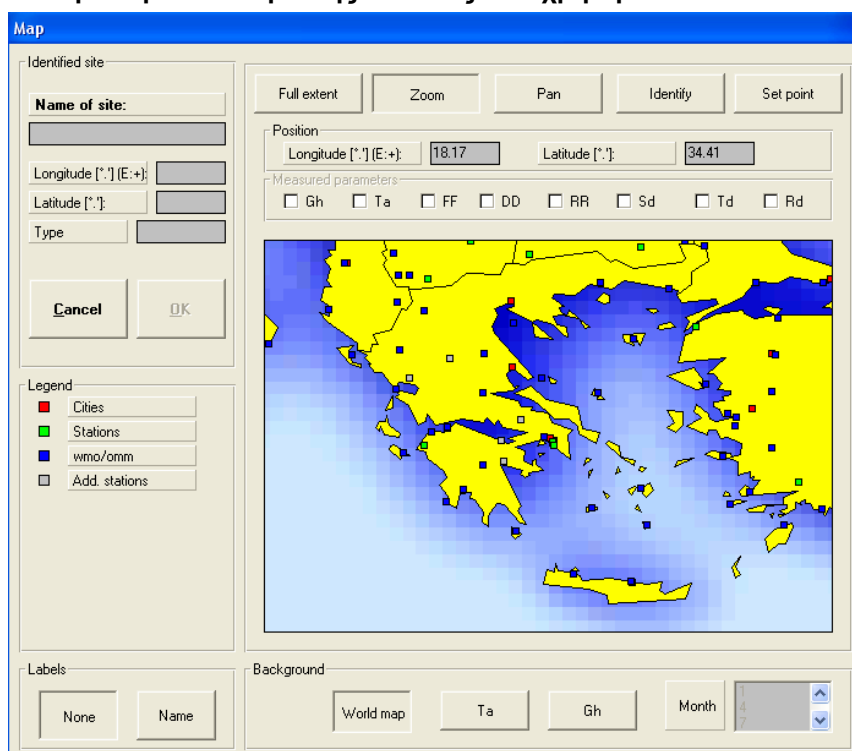 Map
Identified site
Name of site:
Longitude [°.'] (E:+):
Latitude [°.']:
Type
Cancel
OK
Legend
Cities
Stations
wmo/omm
Add. stations
Labels
None
Name
Full extent
Zoom
Pan
Identify
Set point
Position
Longitude [°.'] (E:+):
18.17
Latitude [°.']:
34.41
Measured parameters
Gh
Ta
FF
DD
RR
Sd
Td
Rd
Background
World map
Ta
Gh
Month
1
4
7